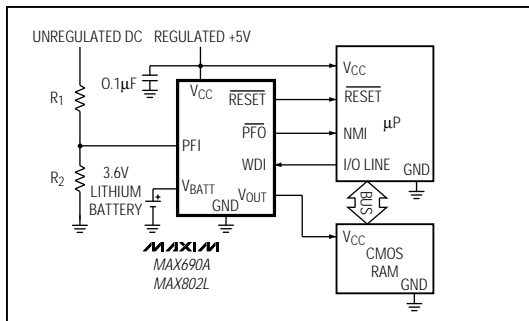 UNREGULATED DC REGULATED +5V
0.1μF
VCC
VCC
R1
RESET
RESET
μP
PFI
PFO
NMI
WDI
I/O LINE
R2
3.6V
LITHIUM
BATTERY
VBATT
VOUT
GND
GND
BUS
VCC
CMOS
RAM
GND
MAXIM
MAX690A
MAX802L